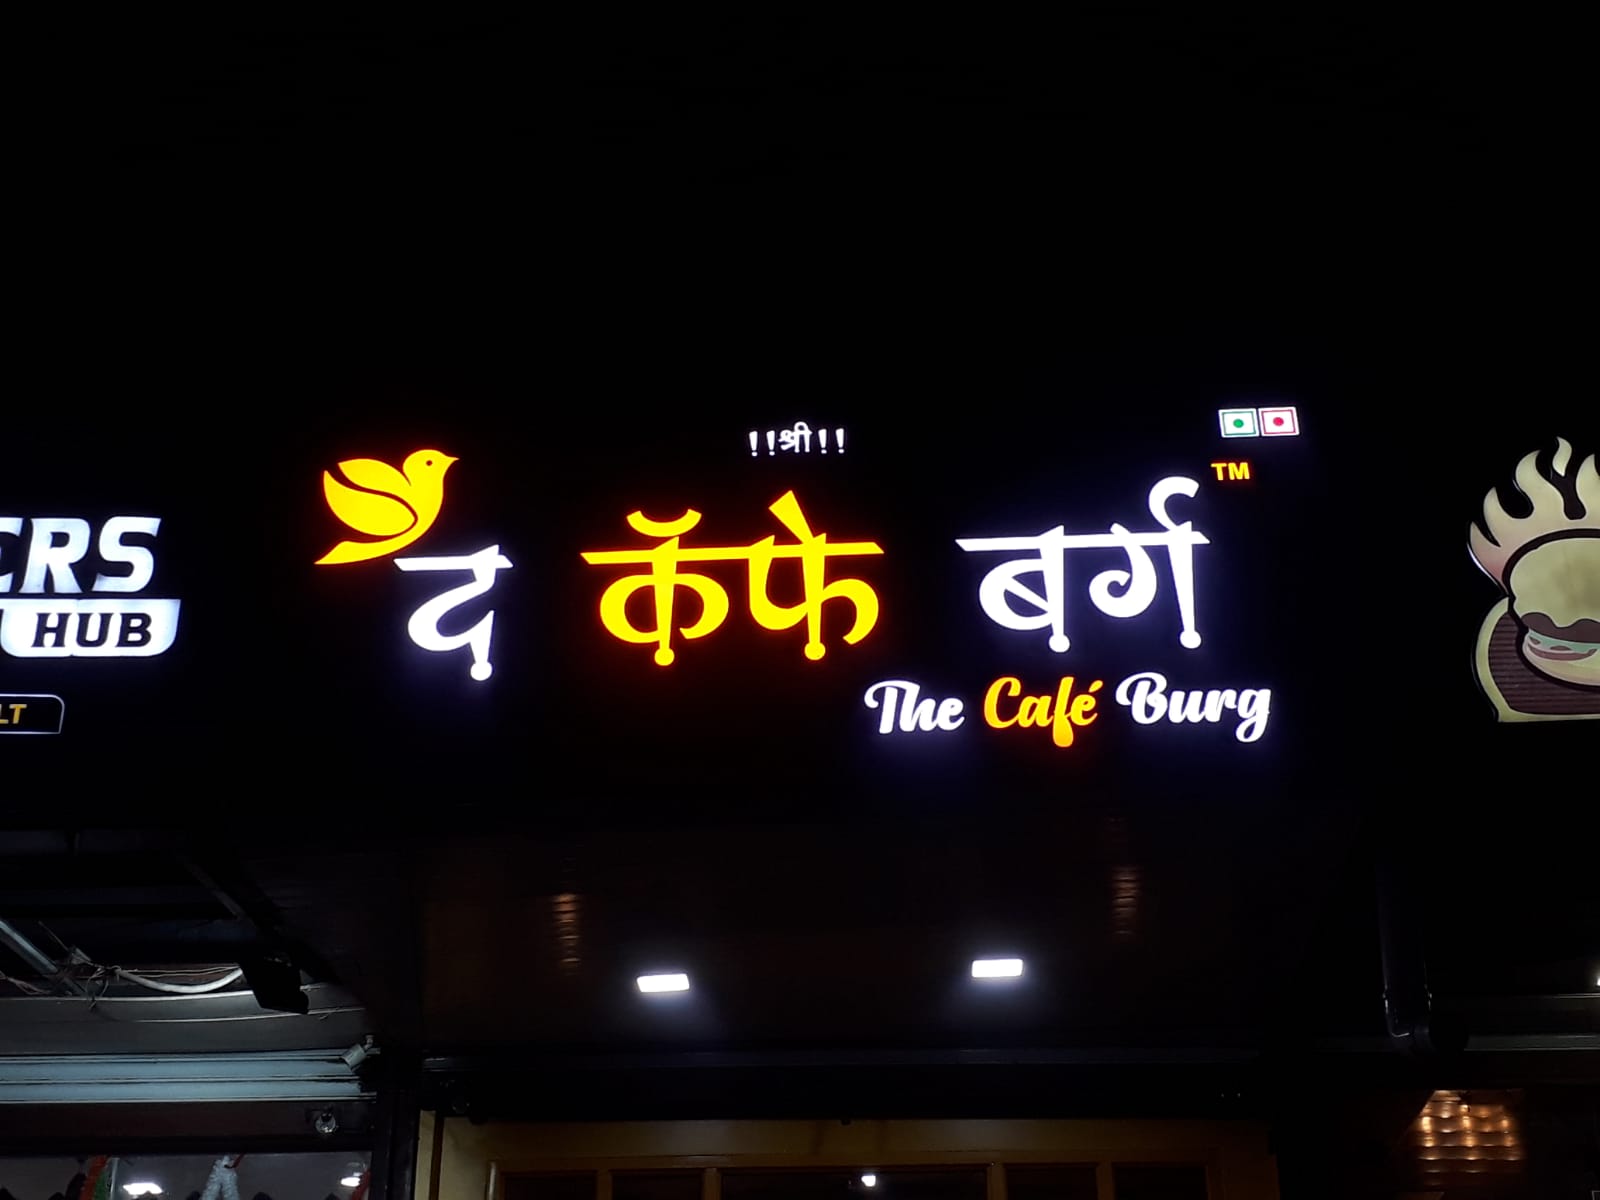 !!श्री!!
TM
द कॅफे बर्ग
The Café Burg
HUB